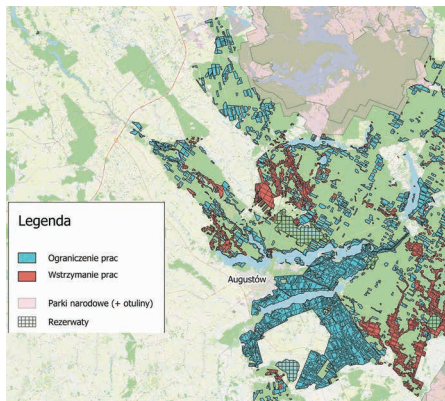 Legenda
Ograniczenie prac
Wstrzymanie prac
Parki narodowe (+ otuliny)
Rezerwaty
Augustów